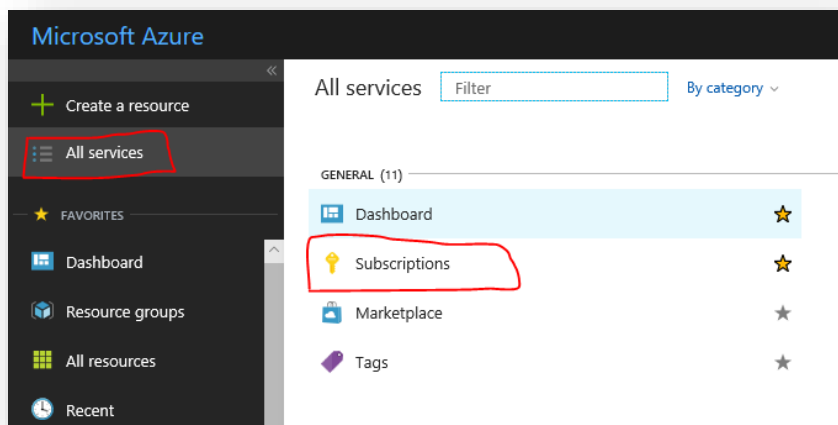 Microsoft Azure
Create a resource
All services
FAVORITES
Dashboard
Resource groups
All resources
Recent
All services
Filter
By category
GENERAL (11)
Dashboard
Subscriptions
Marketplace
Tags